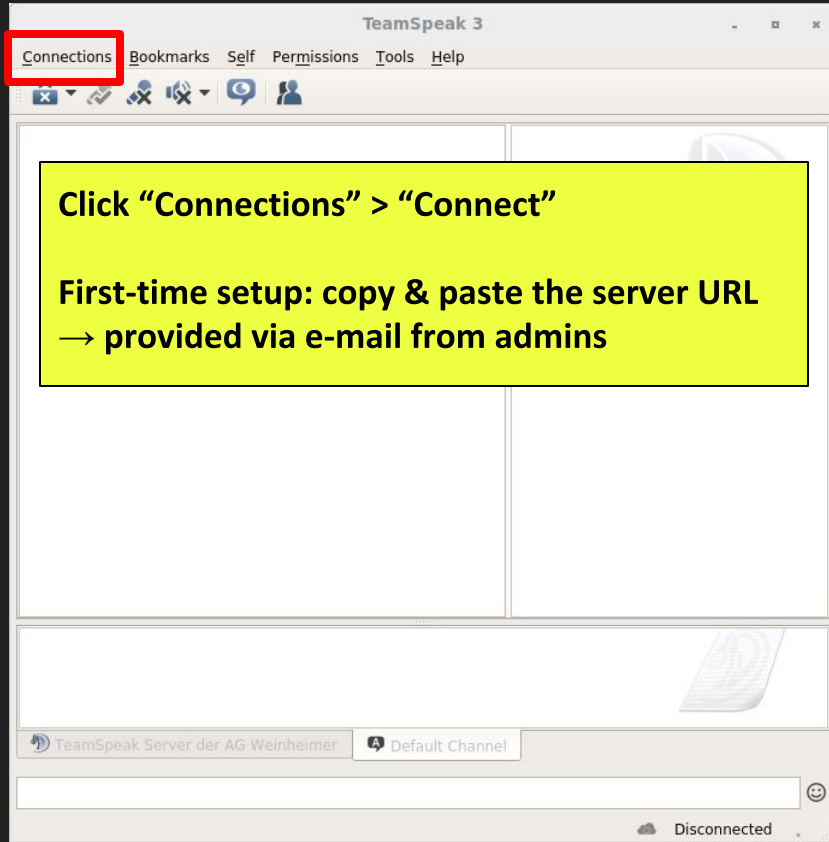 TeamSpeak 3
Connections Bookmarks Self Permissions Tools Help
Click “Connections” > “Connect”
First-time setup: copy & paste the server URL
→ provided via e-mail from admins
TeamSpeak Server der AG Weinheimer
Default Channel
Disconnected